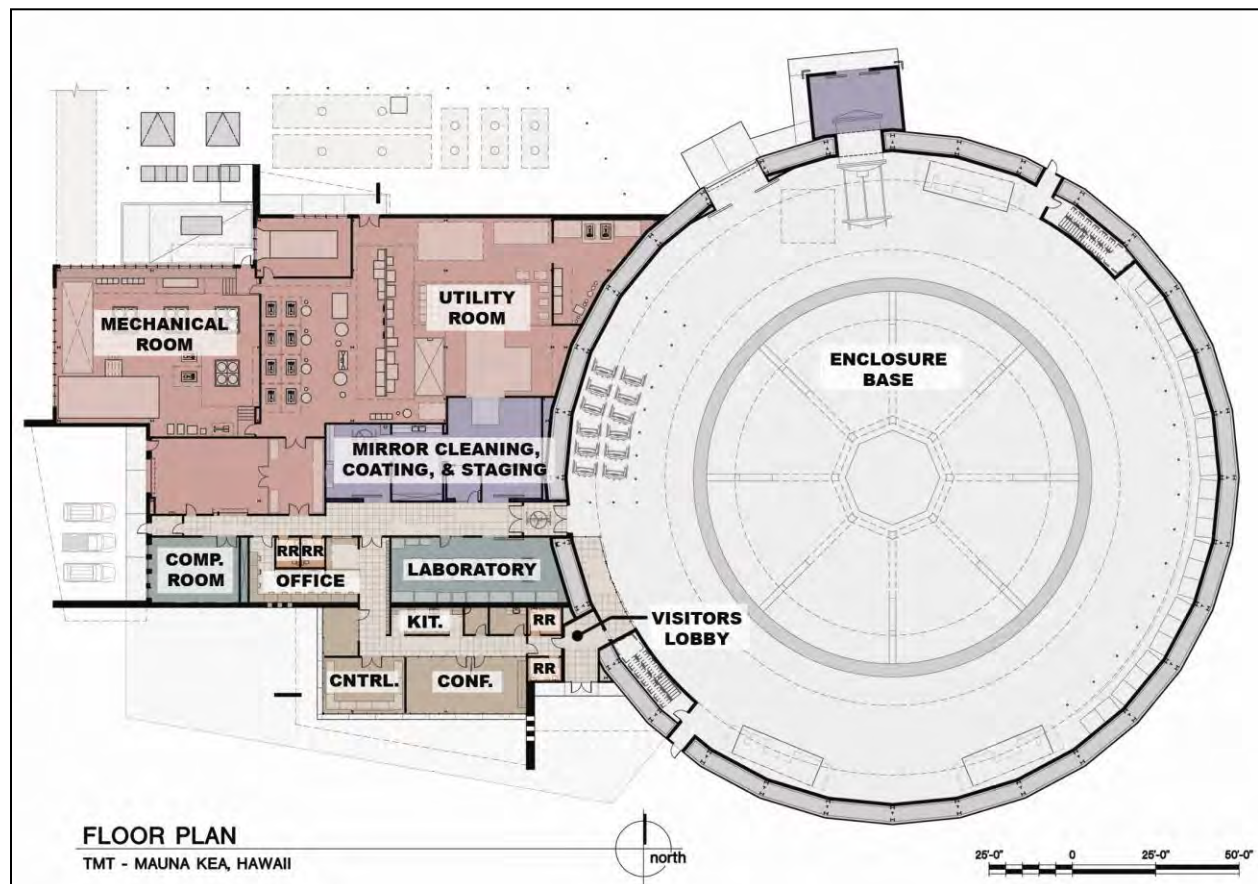 UTILITY
ROOM
MECHANICAL
ROOM
ENCLOSURE
BASE
MIRROR CLEANING,
COATING, & STAGING
COMP.
ROOM
RR RR
OFFICE
LABORATORY
KIT.
RR
VISITORS
LOBBY
RR
CNTRL.
CONF.
FLOOR PLAN
TMT - MAUNA KEA, HAWAII
north
25'-0" 0 25'-0" 50'-0"